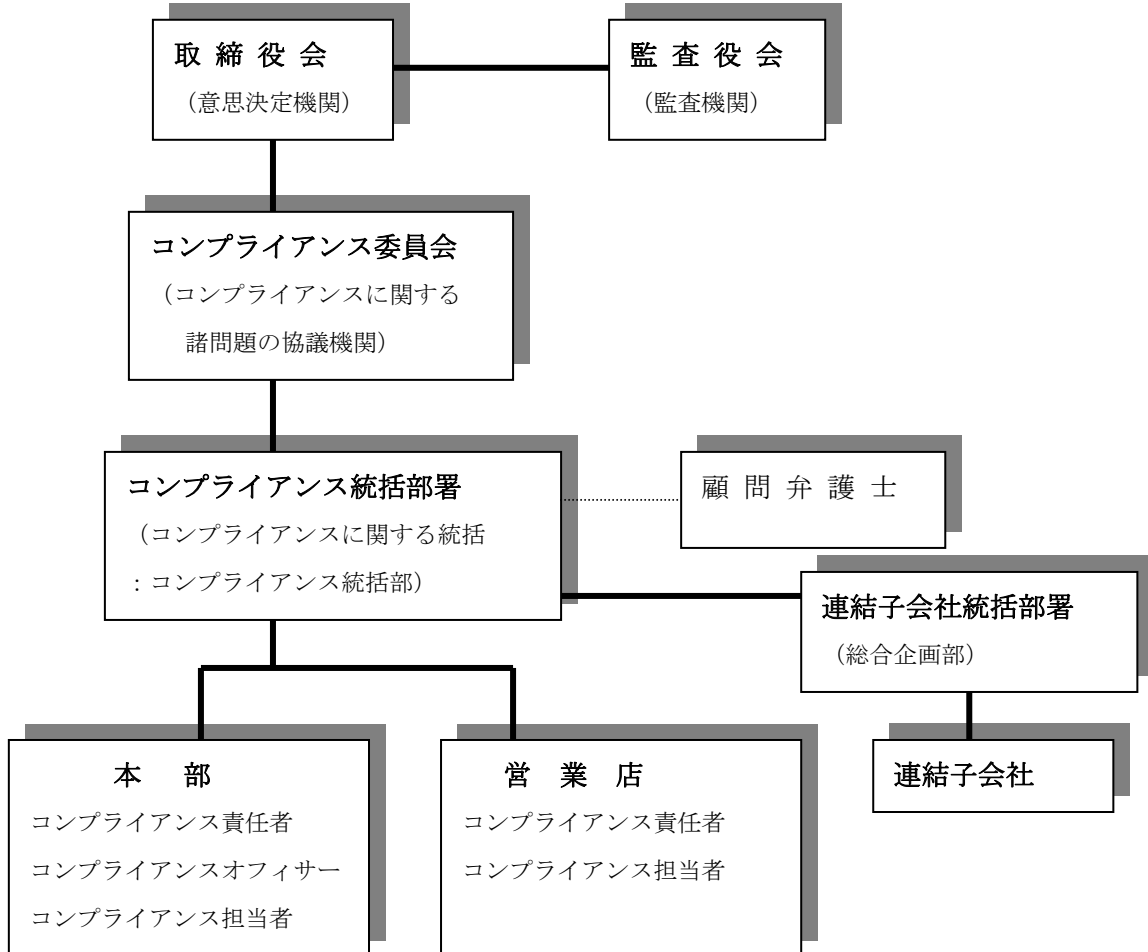 取 締 役 会
（意思決定機関）
監 査 役 会
（監査機関）
コンプライアンス委員会
（コンプライアンスに関する
諸問題の協議機関）
コンプライアンス統括部署
（コンプライアンスに関する統括
：コンプライアンス統括部）
顧 問 弁 護 士
連結子会社統括部署
（総合企画部）
本 部
コンプライアンス責任者
コンプライアンスオフィサー
コンプライアンス担当者
営 業 店
コンプライアンス責任者
コンプライアンス担当者
連結子会社